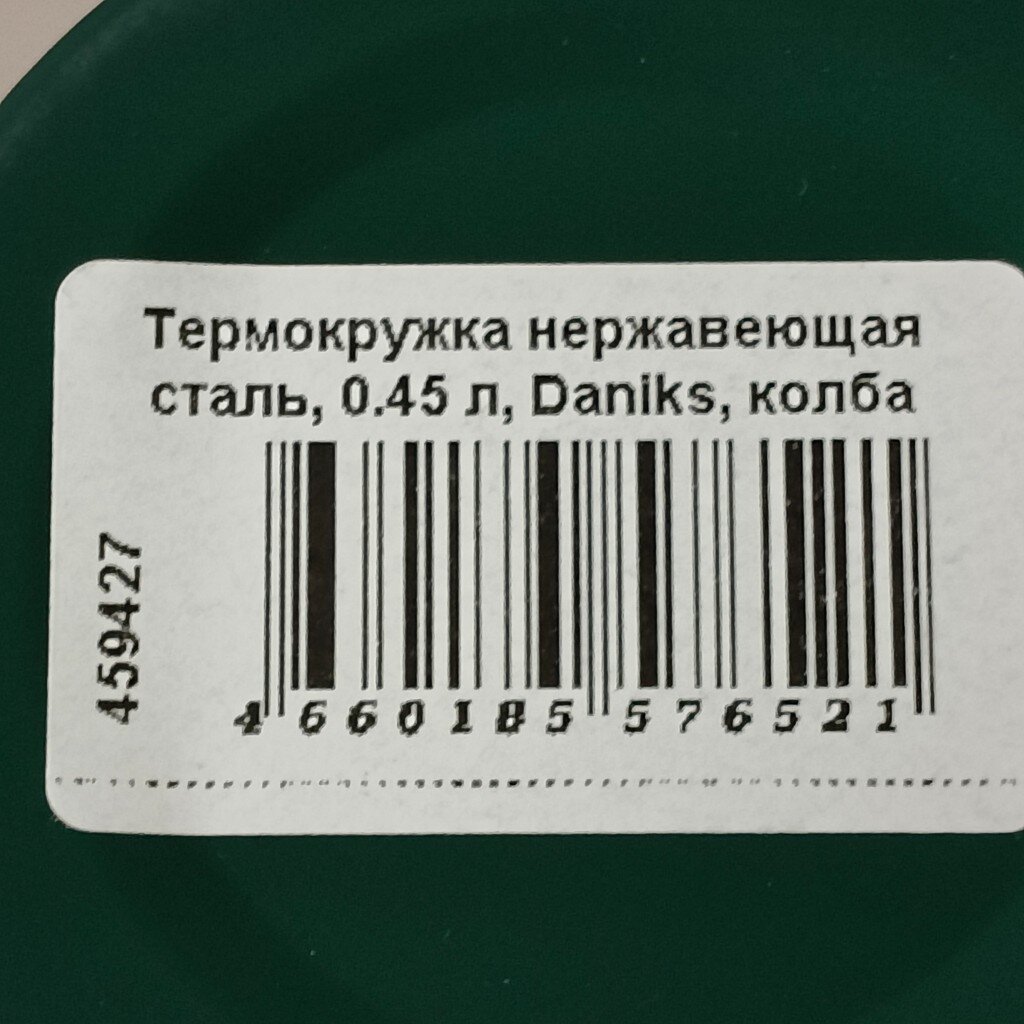 Термокружка нержавеющая
сталь, 0.45 л, Daniks, колба
459427
4 660185 576521